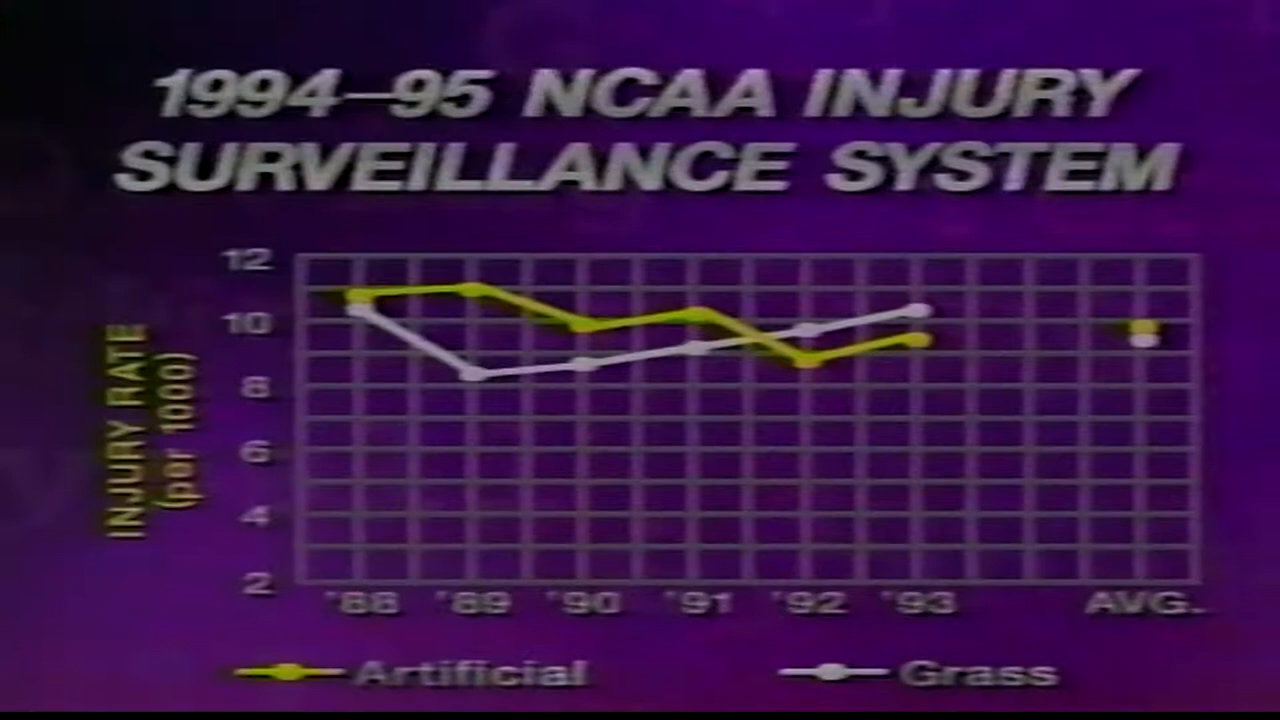 1994–95 NCAA INJURY
SURVEILLANCE SYSTEM
12
10
8
6
4
2
INJURY RATE
(per 1000)
'88 '89 '90 '91 '92 '93 AVG.
Artificial Grass